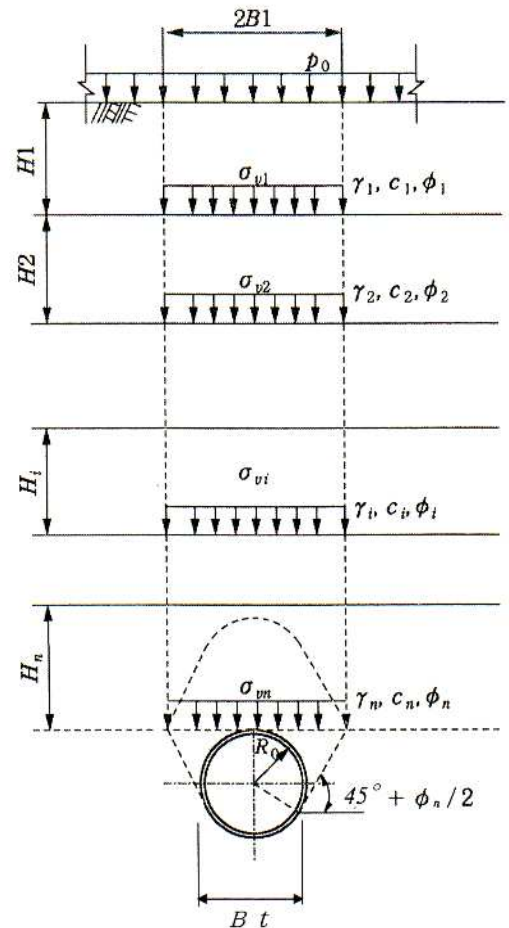 2B1
p₀
H1
σᵥ₁
γ₁, c₁, ϕ₁
H2
σᵥ₂
γ₂, c₂, ϕ₂
Hᵢ
σᵥᵢ
γᵢ, cᵢ, ϕᵢ
Hₙ
σᵥₙ
γₙ, cₙ, ϕₙ
R₀
45° + ϕₙ/2
B t